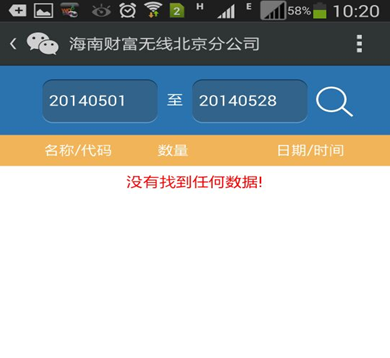 2 H E 58% 10:20
海南财富无线北京分公司
20140501 至 20140528
名称/代码 数量 日期/时间
没有找到任何数据!